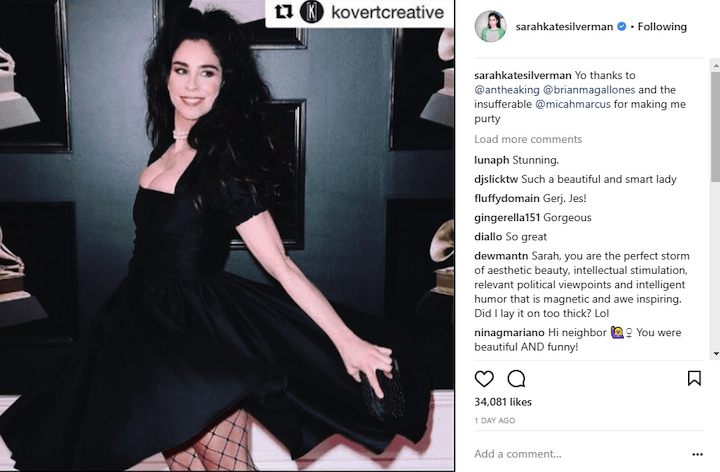 kovertcreative
sarahkatesilverman • Following
sarahkatesilverman Yo thanks to
@antheaking @brianmagallones and the
insufferable @micahmarcus for making me
purty
Load more comments
lunaph Stunning.
djslicktw Such a beautiful and smart lady
fluffydomain Gerj. Jes!
gingerella151 Gorgeous
diallo So great
dewmantn Sarah, you are the perfect storm
of aesthetic beauty, intellectual stimulation,
relevant political viewpoints and intelligent
humor that is magnetic and awe inspiring.
Did I lay it on too thick? Lol
ninagmariano Hi neighbor 🙋♀ You were
beautiful AND funny!
34,081 likes
1 DAY AGO
Add a comment...